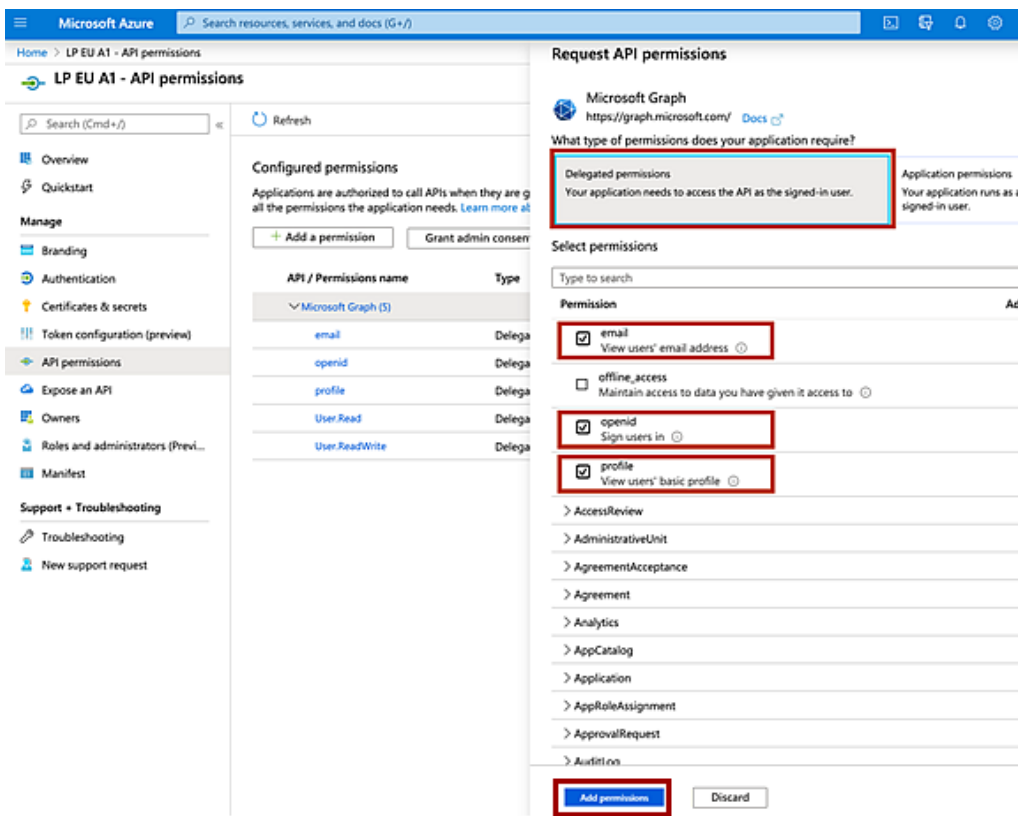 Microsoft Azure
Search resources, services, and docs (G+/)
Home > LP EU A1 - API permissions
LP EU A1 - API permissions
Search (Cmd+/)
«
Overview
Quickstart
Manage
Branding
Authentication
Certificates & secrets
Token configuration (preview)
API permissions
Expose an API
Owners
Roles and administrators (Previ...
Manifest
Support + Troubleshooting
Troubleshooting
New support request
Refresh
Configured permissions
Applications are authorized to call APIs when they are g
all the permissions the application needs. Learn more ab
+ Add a permission
Grant admin consen
API / Permissions name Type
Microsoft Graph (5)
email Delega
openid Delega
profile Delega
User.Read Delega
User.ReadWrite Delega
Request API permissions
Microsoft Graph
https://graph.microsoft.com/ Docs
What type of permissions does your application require?
Delegated permissions
Your application needs to access the API as the signed-in user.
Application permissions
Your application runs as a
signed-in user.
Select permissions
Type to search
Permission Ad
email
View users' email address
offline_access
Maintain access to data you have given it access to
openid
Sign users in
profile
View users' basic profile
AccessReview
AdministrativeUnit
AgreementAcceptance
Agreement
Analytics
AppCatalog
Application
AppRoleAssignment
ApprovalRequest
AuditLog
Add permissions
Discard